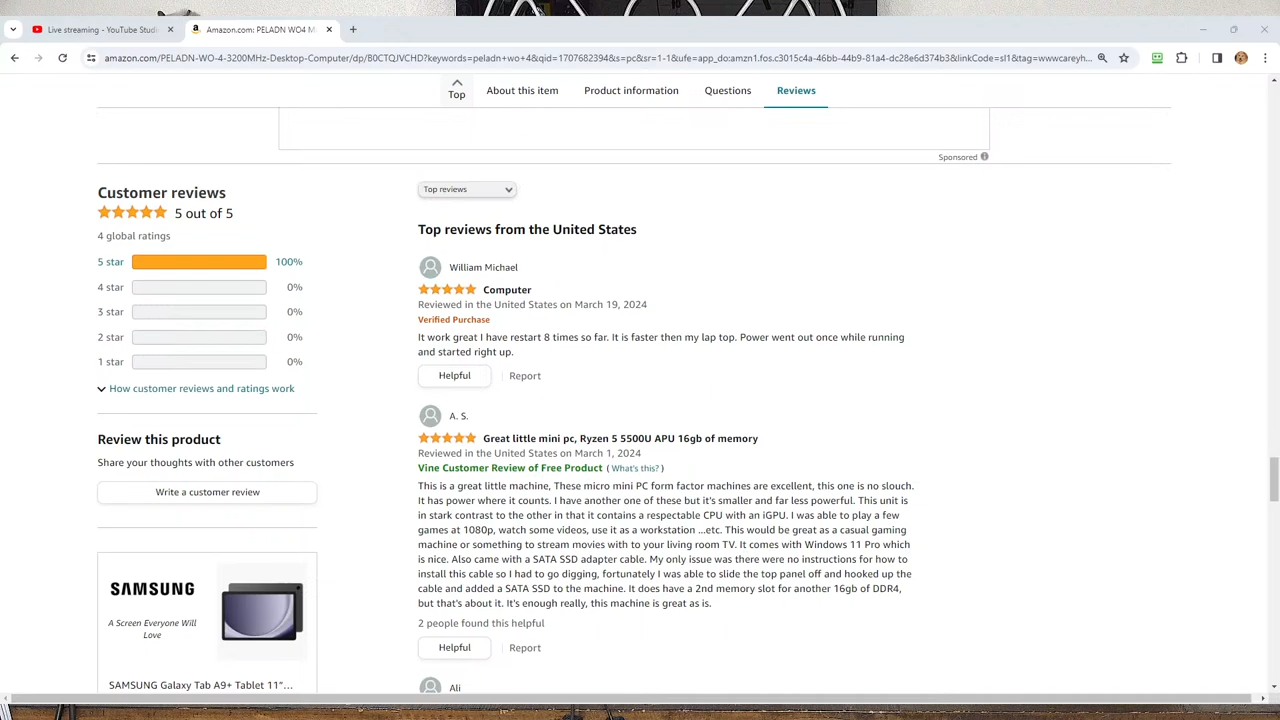 Live streaming - YouTube Studi
Amazon.com: PELADN WO4 M
amazon.com/PELADN-WO-4-3200MHz-Desktop-Computer/dp/B0CTQJVCHD?keywords=peladn+wo+4&qid=1707682394&s=pc&sr=1-1&ufe=app_do:amzn1.fos.c3015c4a-46bb-44b9-81a4-dc28e6d374b3&linkCode=sl1&tag=wwwcareyh...
Top
About this item
Product information
Questions
Reviews
Sponsored
Customer reviews
5 out of 5
4 global ratings
5 star 100%
4 star 0%
3 star 0%
2 star 0%
1 star 0%
How customer reviews and ratings work
Review this product
Share your thoughts with other customers
Write a customer review
SAMSUNG
A Screen Everyone Will
Love
SAMSUNG Galaxy Tab A9+ Tablet 11"...
Top reviews
Top reviews from the United States
William Michael
Computer
Reviewed in the United States on March 19, 2024
Verified Purchase
It work great I have restart 8 times so far. It is faster then my lap top. Power went out once while running
and started right up.
Helpful
Report
A. S.
Great little mini pc, Ryzen 5 5500U APU 16gb of memory
Reviewed in the United States on March 1, 2024
Vine Customer Review of Free Product ( What's this? )
This is a great little machine, These micro mini PC form factor machines are excellent, this one is no slouch.
It has power where it counts. I have another one of these but it's smaller and far less powerful. This unit is
in stark contrast to the other in that it contains a respectable CPU with an iGPU. I was able to play a few
games at 1080p, watch some videos, use it as a workstation ...etc. This would be great as a casual gaming
machine or something to stream movies with to your living room TV. It comes with Windows 11 Pro which
is nice. Also came with a SATA SSD adapter cable. My only issue was there were no instructions for how to
install this cable so I had to go digging, fortunately I was able to slide the top panel off and hooked up the
cable and added a SATA SSD to the machine. It does have a 2nd memory slot for another 16gb of DDR4,
but that's about it. It's enough really, this machine is great as is.
2 people found this helpful
Helpful
Report
Ali